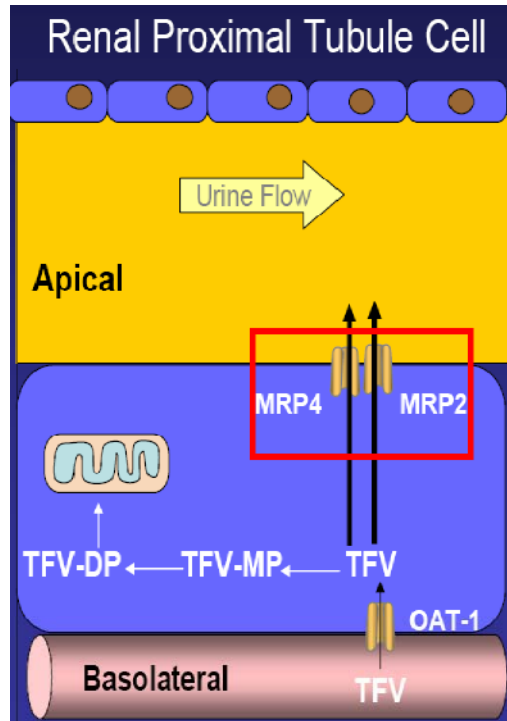 Renal Proximal Tubule Cell
Urine Flow
Apical
MRP4 MRP2
TFV-DP TFV-MP TFV
OAT-1
Basolateral TFV